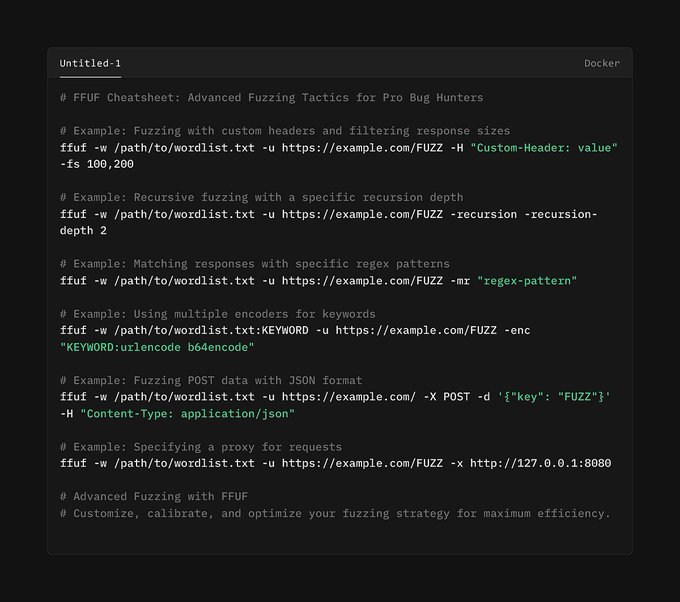 Untitled-1
Docker
# FFUF Cheatsheet: Advanced Fuzzing Tactics for Pro Bug Hunters
# Example: Fuzzing with custom headers and filtering response sizes
ffuf -w /path/to/wordlist.txt -u https://example.com/FUZZ -H "Custom-Header: value"
-fs 100,200
# Example: Recursive fuzzing with a specific recursion depth
ffuf -w /path/to/wordlist.txt -u https://example.com/FUZZ -recursion -recursion-
depth 2
# Example: Matching responses with specific regex patterns
ffuf -w /path/to/wordlist.txt -u https://example.com/FUZZ -mr "regex-pattern"
# Example: Using multiple encoders for keywords
ffuf -w /path/to/wordlist.txt:KEYWORD -u https://example.com/FUZZ -enc
"KEYWORD:urlencode b64encode"
# Example: Fuzzing POST data with JSON format
ffuf -w /path/to/wordlist.txt -u https://example.com/ -X POST -d '{"key": "FUZZ"}'
-H "Content-Type: application/json"
# Example: Specifying a proxy for requests
ffuf -w /path/to/wordlist.txt -u https://example.com/FUZZ -x http://127.0.0.1:8080
# Advanced Fuzzing with FFUF
# Customize, calibrate, and optimize your fuzzing strategy for maximum efficiency.